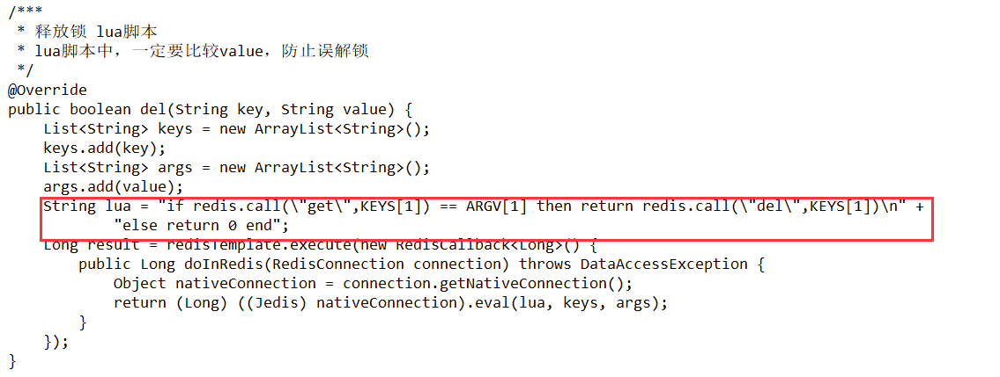 /***
 * 释放锁 lua脚本
 * lua脚本中，一定要比较value，防止误解锁
 */
@Override
public boolean del(String key, String value) {
    List<String> keys = new ArrayList<String>();
    keys.add(key);
    List<String> args = new ArrayList<String>();
    args.add(value);
    String lua = "if redis.call(\"get\",KEYS[1]) == ARGV[1] then return redis.call(\"del\",KEYS[1])\n" +
            "else return 0 end";
    Long result = redisTemplate.execute(new RedisCallback<Long>() {
        public Long doInRedis(RedisConnection connection) throws DataAccessException {
            Object nativeConnection = connection.getNativeConnection();
            return (Long) ((Jedis) nativeConnection).eval(lua, keys, args);
        }
    });
}